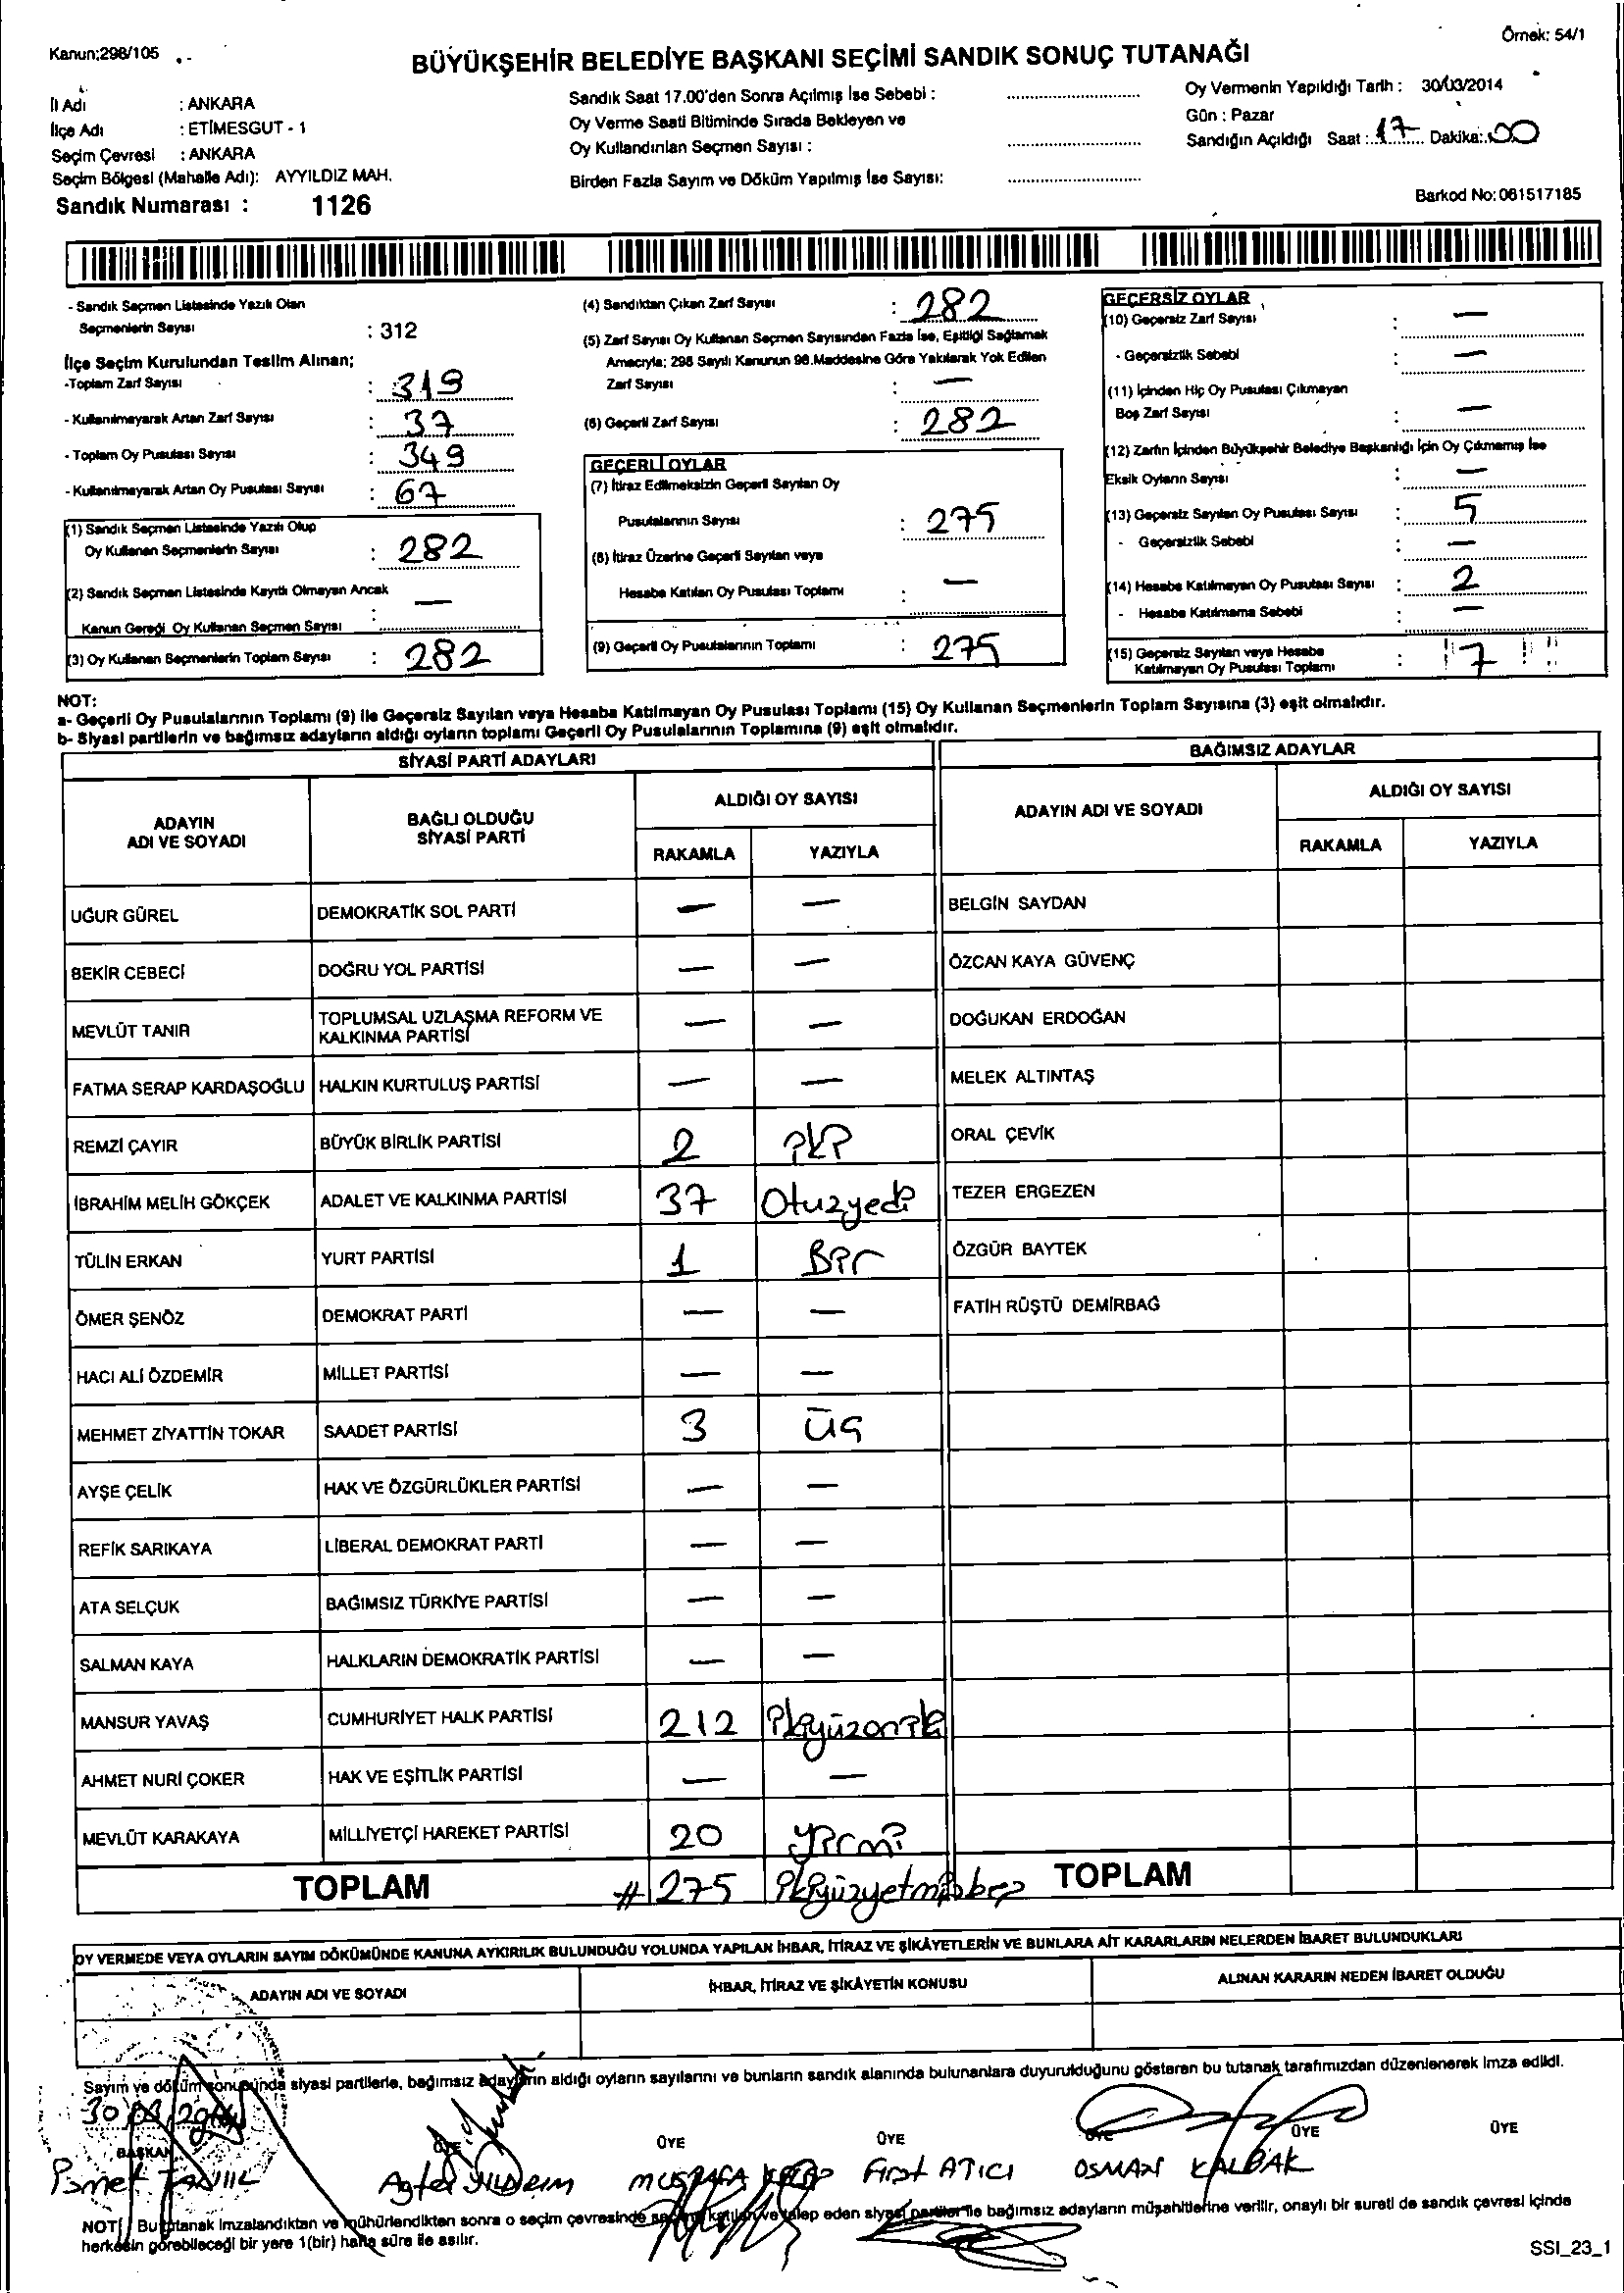 Kanun:298/105
Örnek: 54/1
BÜYÜKŞEHİR BELEDİYE BAŞKANI SEÇİMİ SANDIK SONUÇ TUTANAĞI
İl Adı : ANKARA
İlçe Adı : ETİMESGUT - 1
Seçim Çevresi : ANKARA
Seçim Bölgesi (Mahalle Adı): AYYILDIZ MAH.
Sandık Numarası : 1126
Sandık Saat 17.00'den Sonra Açılmış İse Sebebi :
Oy Verme Saati Bitiminde Sırada Bekleyen ve
Oy Kullandırılan Seçmen Sayısı :
Birden Fazla Sayım ve Döküm Yapılmış İse Sayısı:
Oy Vermenin Yapıldığı Tarih : 30/03/2014
Gün : Pazar
Sandığın Açıldığı Saat : 17 Dakika: 00
Barkod No: 061517185
- Sandık Seçmen Listesinde Yazılı Olan
Seçmenlerin Sayısı : 312
İlçe Seçim Kurulundan Teslim Alınan;
-Toplam Zarf Sayısı : 319
- Kullanılmayarak Artan Zarf Sayısı : 37
- Toplam Oy Pusulası Sayısı : 349
- Kullanılmayarak Artan Oy Pusulası Sayısı : 67
(1) Sandık Seçmen Listesinde Yazılı Olup
Oy Kullanan Seçmenlerin Sayısı : 282
(2) Sandık Seçmen Listesinde Kayıtlı Olmayan Ancak
Kanun Gereği Oy Kullanan Seçmen Sayısı : —
(3) Oy Kullanan Seçmenlerin Toplam Sayısı : 282
(4) Sandıktan Çıkan Zarf Sayısı : 282
(5) Zarf Sayısı Oy Kullanan Seçmen Sayısından Fazla İse, Eşitliği Sağlamak
Amacıyla; 298 Sayılı Kanunun 98.Maddesine Göre Yakılarak Yok Edilen
Zarf Sayısı : —
(6) Geçerli Zarf Sayısı : 282
GEÇERLİ OYLAR
(7) İtiraz Edilmeksizin Geçerli Sayılan Oy
Pusulalarının Sayısı : 275
(8) İtiraz Üzerine Geçerli Sayılan veya
Hesaba Katılan Oy Pusulası Toplamı : —
(9) Geçerli Oy Pusulalarının Toplamı : 275
GEÇERSİZ OYLAR
(10) Geçersiz Zarf Sayısı : —
- Geçersizlik Sebebi : —
(11) İçinden Hiç Oy Pusulası Çıkmayan
Boş Zarf Sayısı : —
(12) Zarfın İçinden Büyükşehir Belediye Başkanlığı İçin Oy Çıkmamış İse
Eksik Oyların Sayısı : —
(13) Geçersiz Sayılan Oy Pusulası Sayısı : 5
- Geçersizlik Sebebi : —
(14) Hesaba Katılmayan Oy Pusulası Sayısı : 2
- Hesaba Katılmama Sebebi : —
(15) Geçersiz Sayılan veya Hesaba
Katılmayan Oy Pusulası Toplamı : 7
NOT:
a- Geçerli Oy Pusulalarının Toplamı (9) ile Geçersiz Sayılan veya Hesaba Katılmayan Oy Pusulası Toplamı (15) Oy Kullanan Seçmenlerin Toplam Sayısına (3) eşit olmalıdır.
b- Siyasi partilerin ve bağımsız adayların aldığı oyların toplamı Geçerli Oy Pusulalarının Toplamına (9) eşit olmalıdır.
SİYASİ PARTİ ADAYLARI
BAĞIMSIZ ADAYLAR
ADAYIN
ADI VE SOYADI
BAĞLI OLDUĞU
SİYASİ PARTİ
ALDIĞI OY SAYISI
RAKAMLA YAZIYLA
ADAYIN ADI VE SOYADI
ALDIĞI OY SAYISI
RAKAMLA YAZIYLA
UĞUR GÜREL DEMOKRATİK SOL PARTİ — — BELGİN SAYDAN
BEKİR CEBECİ DOĞRU YOL PARTİSİ — — ÖZCAN KAYA GÜVENÇ
MEVLÜT TANIR TOPLUMSAL UZLAŞMA REFORM VE
KALKINMA PARTİSİ — — DOĞUKAN ERDOĞAN
FATMA SERAP KARDAŞOĞLU HALKIN KURTULUŞ PARTİSİ — — MELEK ALTINTAŞ
REMZİ ÇAYIR BÜYÜK BİRLİK PARTİSİ 2 iki ORAL ÇEVİK
İBRAHİM MELİH GÖKÇEK ADALET VE KALKINMA PARTİSİ 37 Otuzyedi TEZER ERGEZEN
TÜLİN ERKAN YURT PARTİSİ 1 Bir ÖZGÜR BAYTEK
ÖMER ŞENÖZ DEMOKRAT PARTİ — — FATİH RÜŞTÜ DEMİRBAĞ
HACI ALİ ÖZDEMİR MİLLET PARTİSİ — —
MEHMET ZİYATTİN TOKAR SAADET PARTİSİ 3 üç
AYŞE ÇELİK HAK VE ÖZGÜRLÜKLER PARTİSİ — —
REFİK SARIKAYA LİBERAL DEMOKRAT PARTİ — —
ATA SELÇUK BAĞIMSIZ TÜRKİYE PARTİSİ — —
SALMAN KAYA HALKLARIN DEMOKRATİK PARTİSİ — —
MANSUR YAVAŞ CUMHURİYET HALK PARTİSİ 212 ikiyüzoniki
AHMET NURİ ÇOKER HAK VE EŞİTLİK PARTİSİ — —
MEVLÜT KARAKAYA MİLLİYETÇİ HAREKET PARTİSİ 20 yirmi
TOPLAM # 275 ikiyüzyetmişbeş TOPLAM
OY VERMEDE VEYA OYLARIN SAYIM DÖKÜMÜNDE KANUNA AYKIRILIK BULUNDUĞU YOLUNDA YAPILAN İHBAR, İTİRAZ VE ŞİKÂYETLERİN VE BUNLARA AİT KARARLARIN NELERDEN İBARET BULUNDUKLARI
ADAYIN ADI VE SOYADI İHBAR, İTİRAZ VE ŞİKÂYETİN KONUSU ALINAN KARARIN NEDEN İBARET OLDUĞU
Sayım ve döküm sonucunda siyasi partilerle, bağımsız adayların aldığı oyların sayılarını ve bunların sandık alanında bulunanlara duyurulduğunu gösteren bu tutanak tarafımızdan düzenlenerek imza edildi.
30/03/2014
BAŞKAN ÜYE ÜYE ÜYE ÜYE ÜYE ÜYE
İsmet YILDIRIM MUSTAFA Fırat ATICI OSMAN KALPAK
NOT: Bu tutanak imzalandıktan ve mühürlendikten sonra o seçim çevresinde seçime katılan ve talep eden siyasi partiler ile bağımsız adayların müşahitlerine verilir, onaylı bir sureti de sandık çevresi içinde
herkesin görebileceği bir yere 1(bir) hafta süre ile asılır.
SSI_23_1